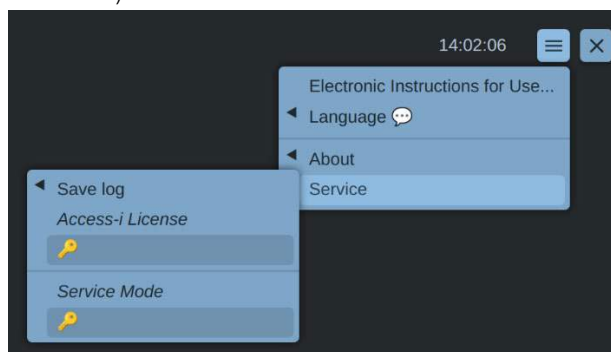 14:02:06
Electronic Instructions for Use...
Language
About
Service
Save log
Access-i License
Service Mode